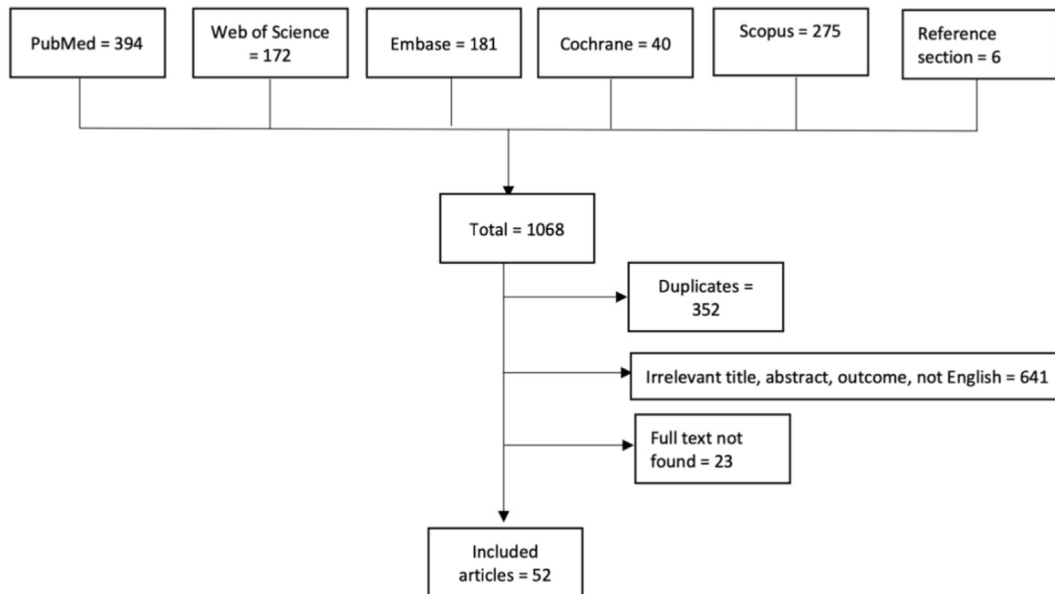 PubMed = 394
Web of Science
= 172
Embase = 181
Cochrane = 40
Scopus = 275
Reference
section = 6
Total = 1068
Duplicates =
352
Irrelevant title, abstract, outcome, not English = 641
Full text not
found = 23
Included
articles = 52